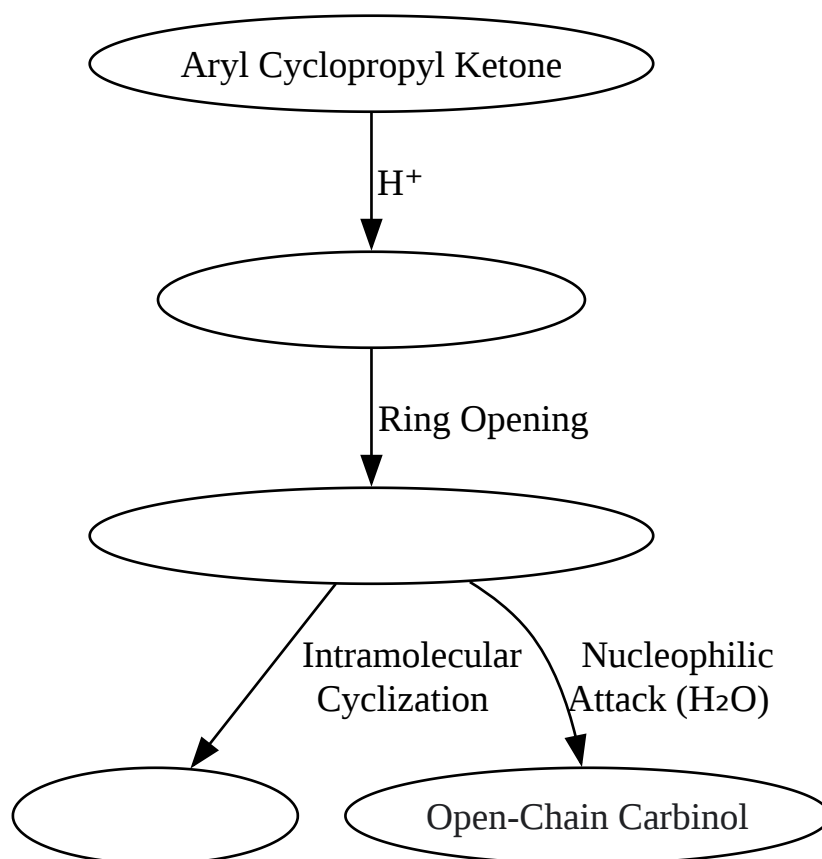 Aryl Cyclopropyl Ketone
H⁺
Ring Opening
Intramolecular
Cyclization
Nucleophilic
Attack (H₂O)
Open-Chain Carbinol